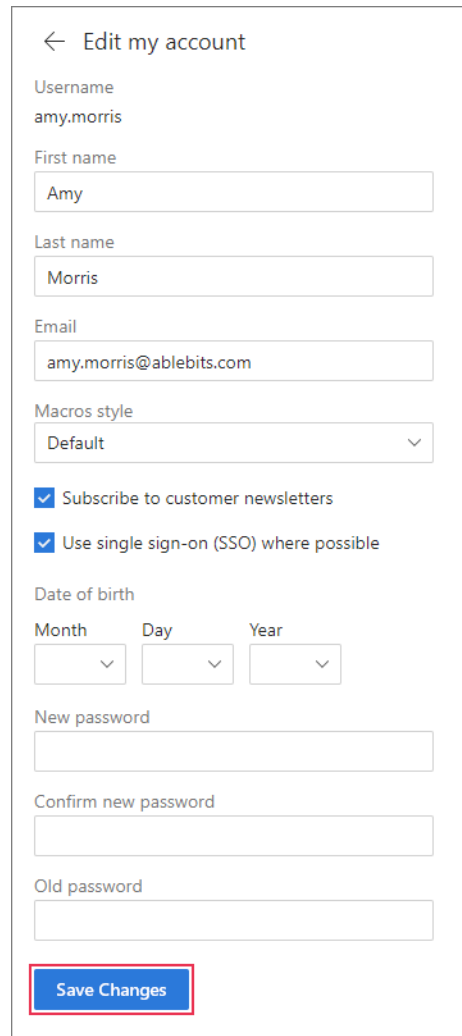 Edit my account
Username
amy.morris
First name
Amy
Last name
Morris
Email
amy.morris@ablebits.com
Macros style
Default
Subscribe to customer newsletters
Use single sign-on (SSO) where possible
Date of birth
Month Day Year
New password
Confirm new password
Old password
Save Changes